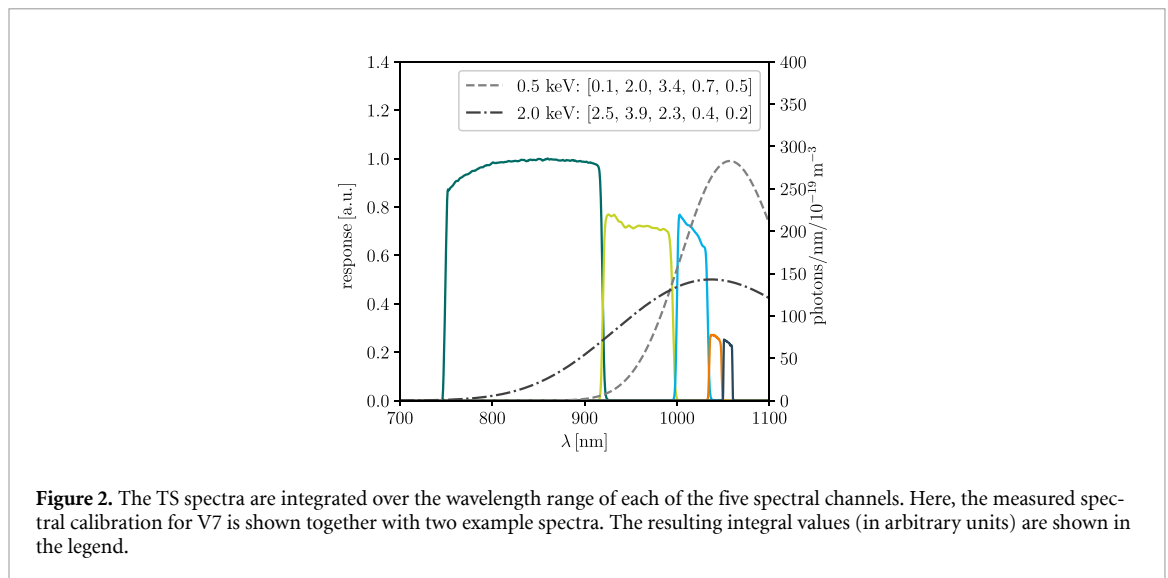 1.4
1.2
1.0
0.8
0.6
0.4
0.2
0.0
response [a.u.]
0.5 keV: [0.1, 2.0, 3.4, 0.7, 0.5]
2.0 keV: [2.5, 3.9, 2.3, 0.4, 0.2]
400
350
300
250
200
150
100
50
0
photons/nm/10⁻¹⁹ m⁻³
700 800 900 1000 1100
λ [nm]
Figure 2. The TS spectra are integrated over the wavelength range of each of the five spectral channels. Here, the measured spec-
tral calibration for V7 is shown together with two example spectra. The resulting integral values (in arbitrary units) are shown in
the legend.